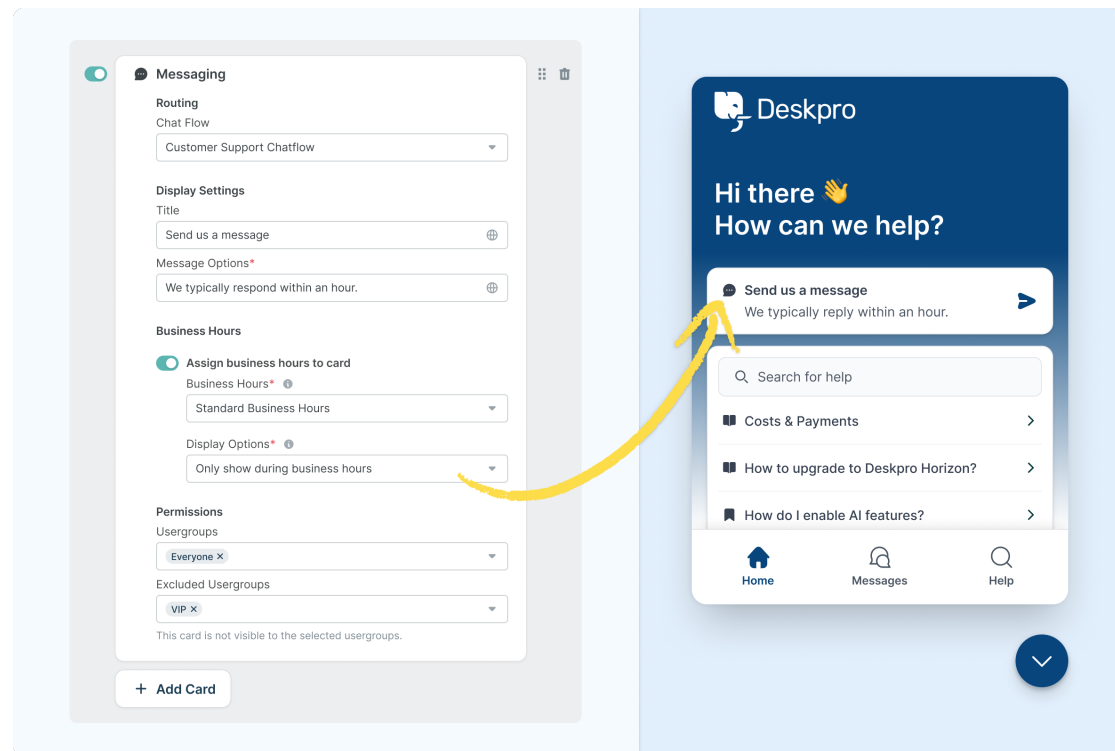 Messaging
Routing
Chat Flow
Customer Support Chatflow
Display Settings
Title
Send us a message
Message Options*
We typically respond within an hour.
Business Hours
Assign business hours to card
Business Hours*
Standard Business Hours
Display Options*
Only show during business hours
Permissions
Usergroups
Everyone ×
Excluded Usergroups
VIP ×
This card is not visible to the selected usergroups.
+ Add Card
Deskpro
Hi there 👋
How can we help?
Send us a message
We typically reply within an hour.
Search for help
Costs & Payments
How to upgrade to Deskpro Horizon?
How do I enable AI features?
Home
Messages
Help